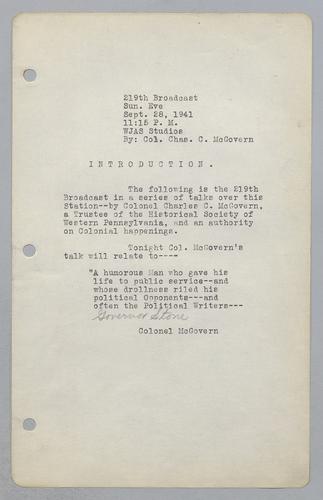 219th Broadcast
Sun. Eve
Sept. 28, 1941
11:15 P. M.
WJAS Studios
By: Col. Chas. C. McGovern
I N T R O D U C T I O N .
The following is the 219th
Broadcast in a series of talks over this
Station--by Colonel Charles C. McGovern,
a Trustee of the Historical Society of
Western Pennsylvania, and an authority
on Colonial happenings.
Tonight Col. McGovern's
talk will relate to----
"A humorous Man who gave his
life to public service--and
whose drollness riled his
political Opponents---and
often the Political Writers---
Governor Stone
Colonel McGovern